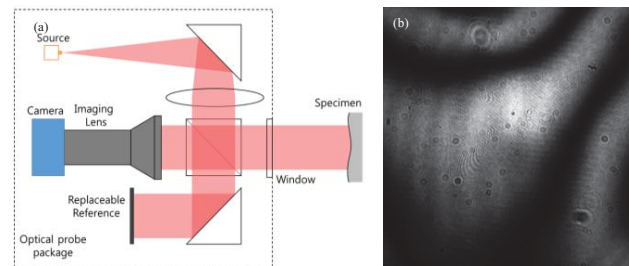 (a)
Source
Camera
Imaging
Lens
Specimen
Window
Replaceable
Reference
Optical probe
package
(b)